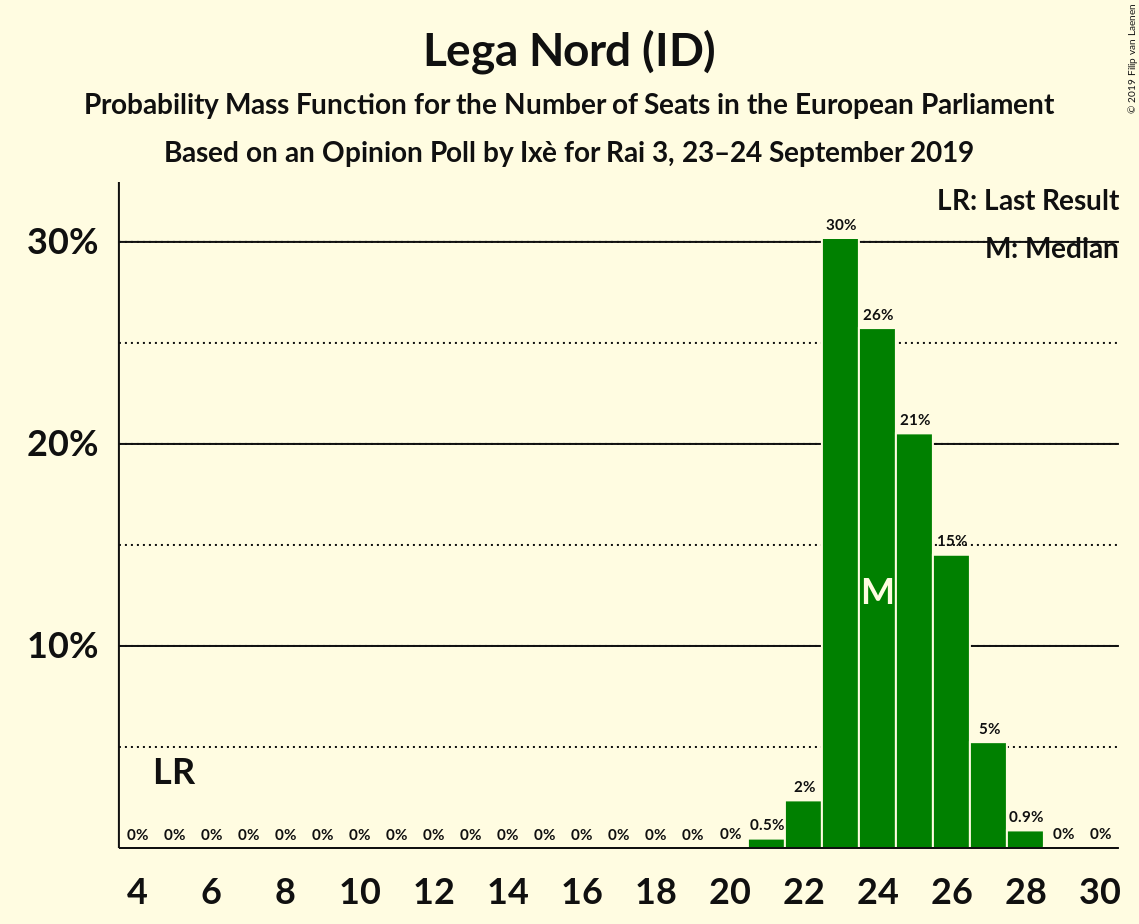 Lega Nord (ID)
Probability Mass Function for the Number of Seats in the European Parliament
Based on an Opinion Poll by Ixè for Rai 3, 23–24 September 2019
© 2019 Filip van Laenen
LR: Last Result
M: Median
30%
20%
10%
30%
26%
21%
15%
M
5%
LR
2%
0.9%
0.5%
0% 0% 0% 0% 0% 0% 0% 0% 0% 0% 0% 0% 0% 0% 0% 0% 0% 0% 0%
4 6 8 10 12 14 16 18 20 22 24 26 28 30